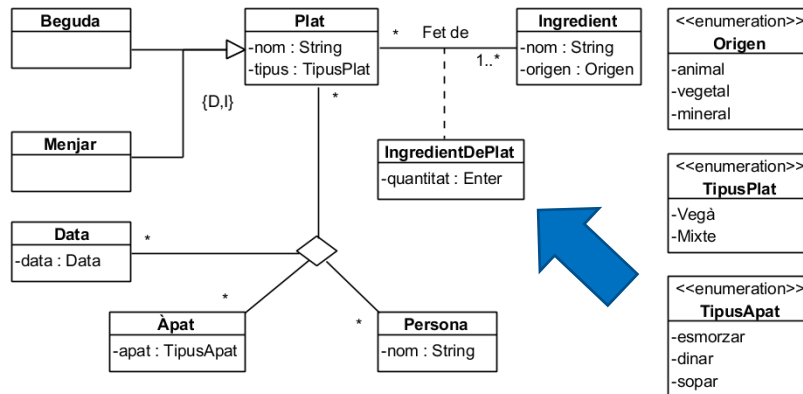 Beguda
Plat
-nom : String
-tipus : TipusPlat
*
Fet de
1..*
Ingredient
-nom : String
-origen : Origen
<<enumeration>>
Origen
-animal
-vegetal
-mineral
{D,I}
*
Menjar
IngredientDePlat
-quantitat : Enter
<<enumeration>>
TipusPlat
-Vegà
-Mixte
Data
-data : Data
*
*
Àpat
-apat : TipusApat
*
Persona
-nom : String
<<enumeration>>
TipusApat
-esmorzar
-dinar
-sopar